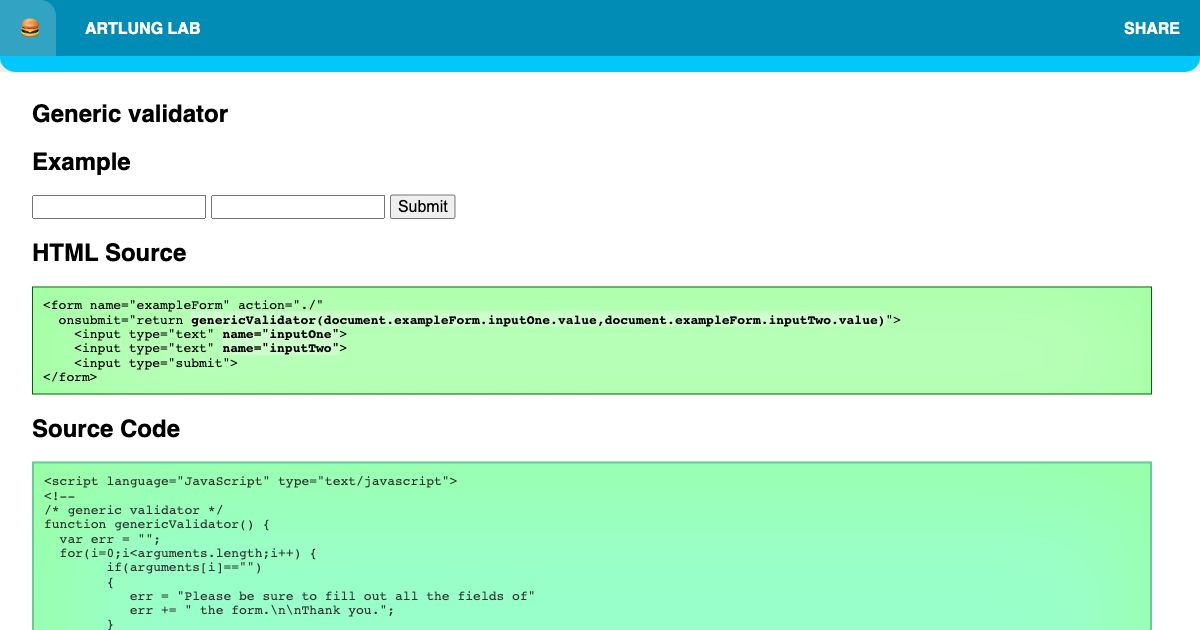 ARTLUNG LAB
SHARE
Generic validator
Example
Submit
HTML Source
<form name="exampleForm" action="./"
  onsubmit="return genericValidator(document.exampleForm.inputOne.value,document.exampleForm.inputTwo.value)">
    <input type="text" name="inputOne">
    <input type="text" name="inputTwo">
    <input type="submit">
</form>
Source Code
<script language="JavaScript" type="text/javascript">
<!--
/* generic validator */
function genericValidator() {
  var err = "";
  for(i=0;i<arguments.length;i++) {
        if(arguments[i]=="")
        {
           err = "Please be sure to fill out all the fields of"
           err += " the form.\n\nThank you.";
        }